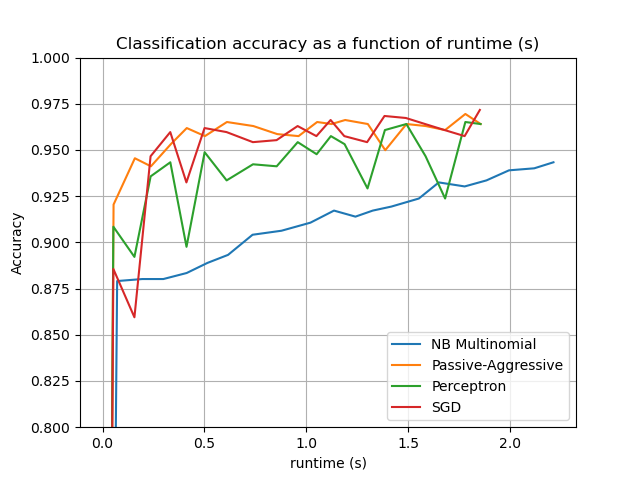 Classification accuracy as a function of runtime (s)
1.000
0.975
0.950
0.925
0.900
0.875
0.850
0.825
0.800
Accuracy
0.0 0.5 1.0 1.5 2.0
runtime (s)
NB Multinomial
Passive-Aggressive
Perceptron
SGD